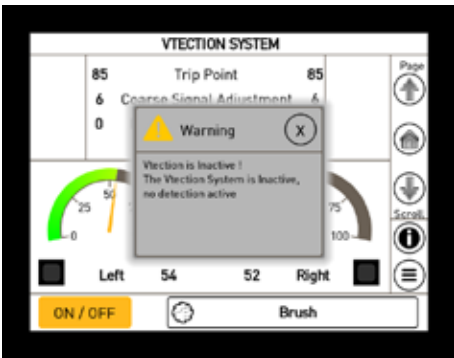 VTECTION SYSTEM
85 Trip Point 85
6 Coarse Signal Adjustment 6
0
Page
Warning X
Vtection is Inactive !
The Vtection System is Inactive,
no detection active
25 50 75
0 100
Scroll
Left 54 52 Right
ON / OFF Brush